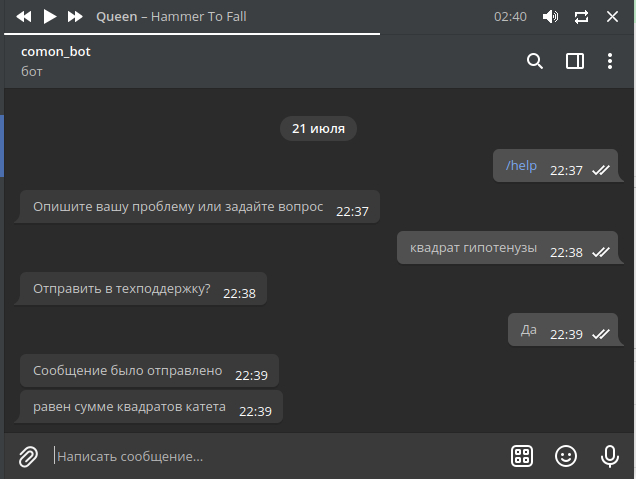 Queen – Hammer To Fall 02:40
comon_bot
бот
21 июля
/help 22:37
Опишите вашу проблему или задайте вопрос 22:37
квадрат гипотенузы 22:38
Отправить в техподдержку? 22:38
Да 22:39
Сообщение было отправлено 22:39
равен сумме квадратов катета 22:39
Написать сообщение...